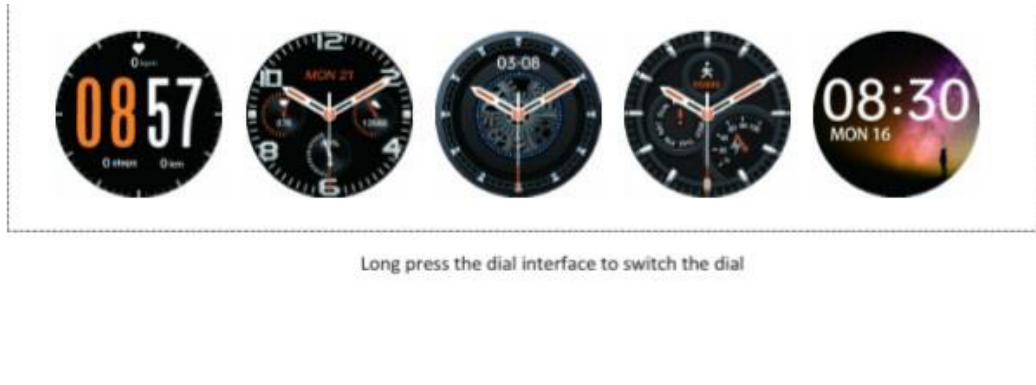 0 bpm
08 57
0 steps 0 km
12
MON 21
10 2
8 4
6
03-08
08:30
MON 16
Long press the dial interface to switch the dial